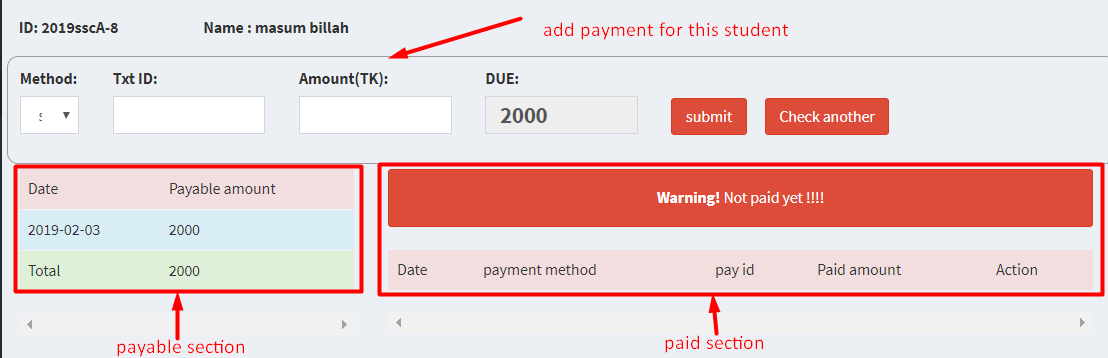 ID: 2019sscA-8 Name : masum billah
add payment for this student
Method: Txt ID: Amount(TK): DUE:
2000 submit Check another
Date Payable amount
Warning! Not paid yet !!!!
2019-02-03 2000
Total 2000
Date payment method pay id Paid amount Action
payable section
paid section